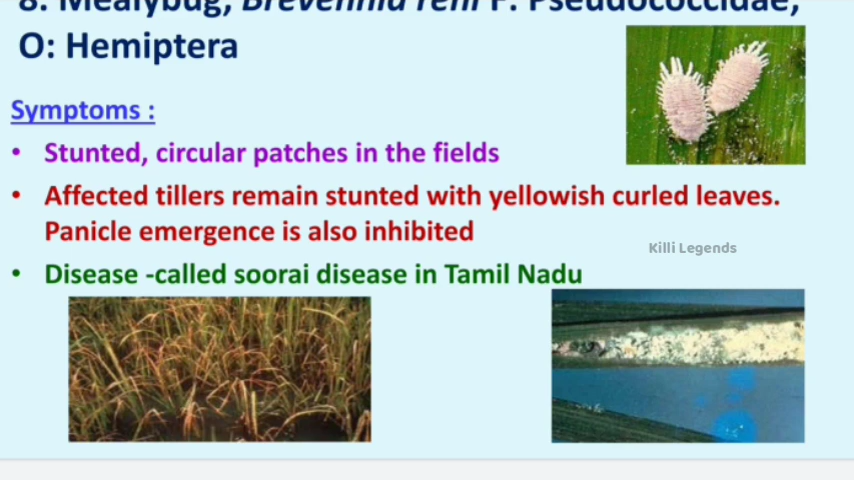 8. Mealybug, Brevennia rehi F: Pseudococcidae,
O: Hemiptera
Symptoms :
• Stunted, circular patches in the fields
• Affected tillers remain stunted with yellowish curled leaves.
Panicle emergence is also inhibited
Killi Legends
• Disease -called soorai disease in Tamil Nadu